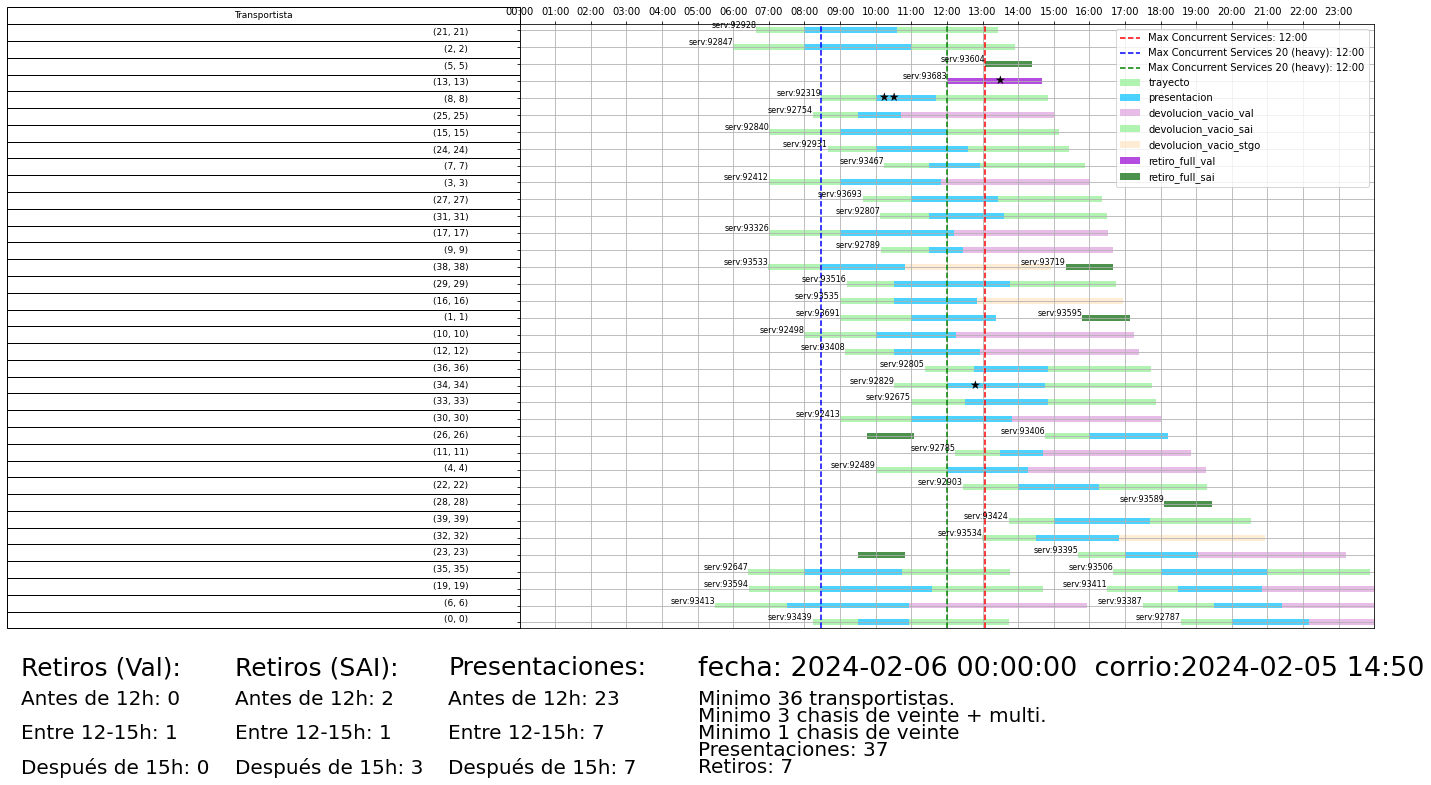 Transportista
00:00 01:00 02:00 03:00 04:00 05:00 06:00 07:00 08:00 09:00 10:00 11:00 12:00 13:00 14:00 15:00 16:00 17:00 18:00 19:00 20:00 21:00 22:00 23:00
Max Concurrent Services: 12:00
Max Concurrent Services 20 (heavy): 12:00
Max Concurrent Services 20 (heavy): 12:00
trayecto
presentacion
devolucion_vacio_val
devolucion_vacio_sai
devolucion_vacio_stgo
retiro_full_val
retiro_full_sai
(21, 21) serv:92928
(2, 2) serv:92847
(5, 5) serv:93604
(13, 13) serv:93683
(8, 8) serv:92319
(25, 25) serv:92754
(15, 15) serv:92840
(24, 24) serv:92931
(7, 7) serv:93467
(3, 3) serv:92412
(27, 27) serv:93693
(31, 31) serv:92807
(17, 17) serv:93326
(9, 9) serv:92789
(38, 38) serv:93533 serv:93719
(29, 29) serv:93516
(16, 16) serv:93535
(1, 1) serv:93691 serv:93595
(10, 10) serv:92498
(12, 12) serv:93408
(36, 36) serv:92805
(34, 34) serv:92829
(33, 33) serv:92675
(30, 30) serv:92413
(26, 26) serv:93406
(11, 11) serv:92785
(4, 4) serv:92489
(22, 22) serv:92903
(28, 28) serv:93589
(39, 39) serv:93424
(32, 32) serv:93534
(23, 23) serv:93395
(35, 35) serv:92647 serv:93506
(19, 19) serv:93594 serv:93411
(6, 6) serv:93413 serv:93387
(0, 0) serv:93439 serv:92787
Retiros (Val):
Antes de 12h: 0
Entre 12-15h: 1
Después de 15h: 0
Retiros (SAI):
Antes de 12h: 2
Entre 12-15h: 1
Después de 15h: 3
Presentaciones:
Antes de 12h: 23
Entre 12-15h: 7
Después de 15h: 7
fecha: 2024-02-06 00:00:00 corrio:2024-02-05 14:50
Minimo 36 transportistas.
Minimo 3 chasis de veinte + multi.
Minimo 1 chasis de veinte
Presentaciones: 37
Retiros: 7